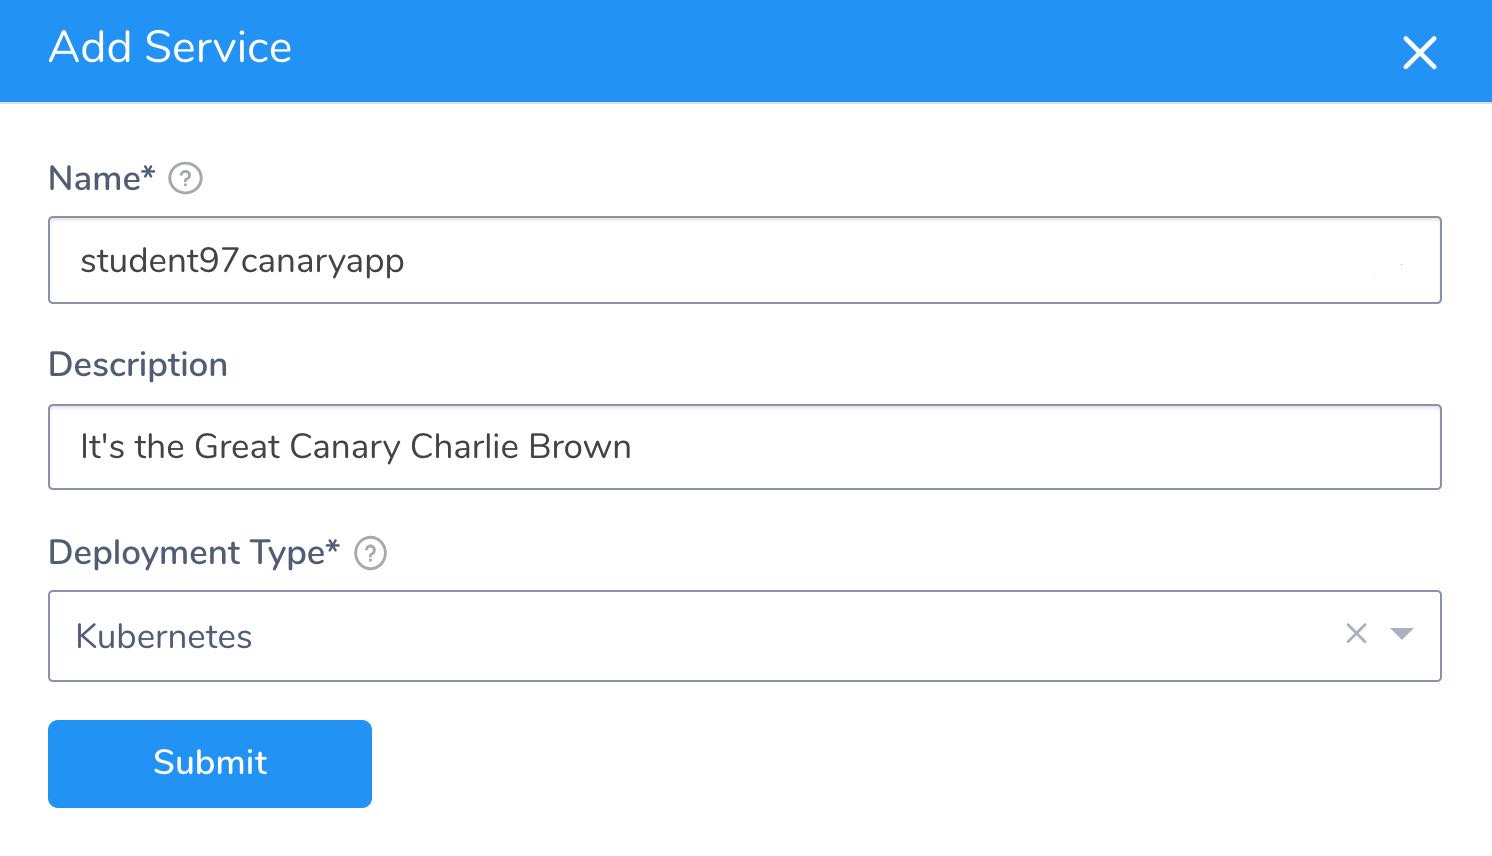 Add Service
Name*
student97canaryapp
Description
It's the Great Canary Charlie Brown
Deployment Type*
Kubernetes
Submit